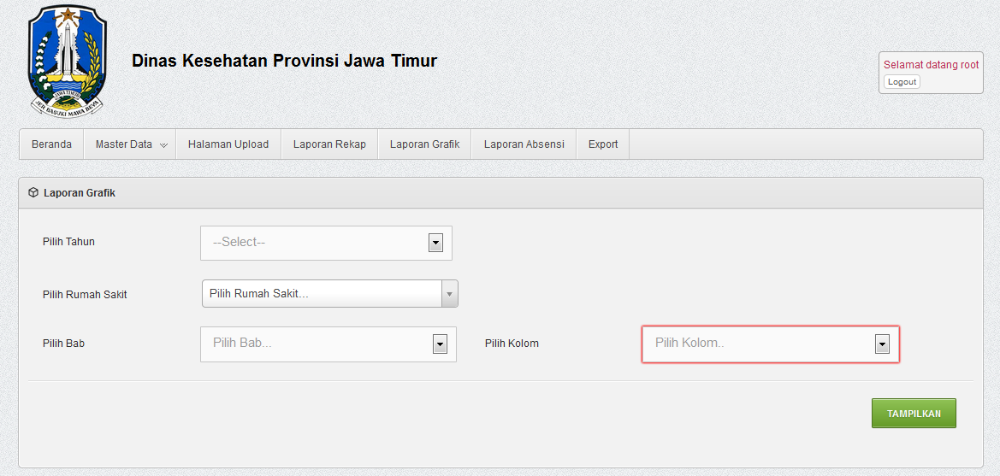 Dinas Kesehatan Provinsi Jawa Timur
Selamat datang root
Logout
JAWA TIMUR
JER BASUKI MAWA BEYA
Beranda Master Data Halaman Upload Laporan Rekap Laporan Grafik Laporan Absensi Export
Laporan Grafik
Pilih Tahun --Select--
Pilih Rumah Sakit Pilih Rumah Sakit...
Pilih Bab Pilih Bab... Pilih Kolom Pilih Kolom..
TAMPILKAN